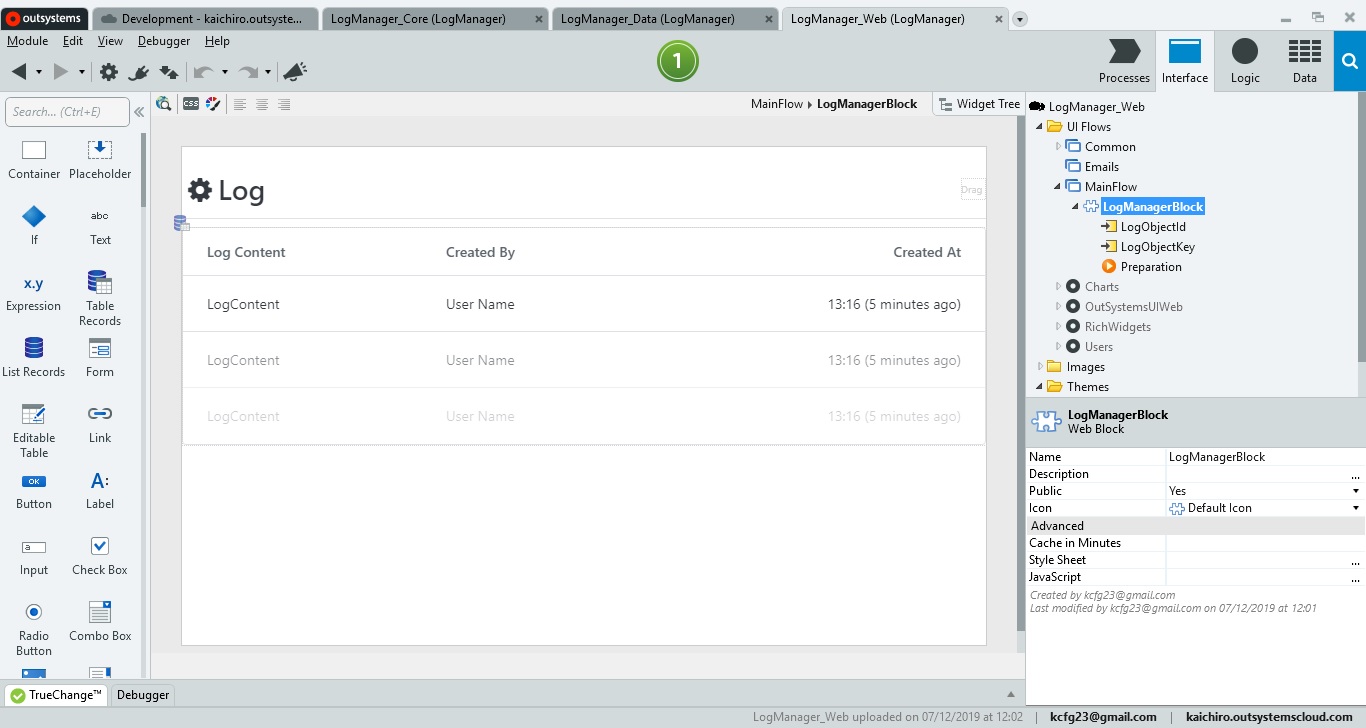 outsystems
Development - kaichiro.outsyste...
LogManager_Core (LogManager)
LogManager_Data (LogManager)
LogManager_Web (LogManager)
Module Edit View Debugger Help
1
Processes Interface Logic Data
Search... (Ctrl+E)
CSS
MainFlow LogManagerBlock
Widget Tree
Container Placeholder
If
abc
Text
x.y
Expression
Table
Records
List Records Form
Editable
Table
Link
OK
Button
A:
Label
a
Input
Check Box
Radio
Button
Combo Box
Log
Drag
Log Content Created By Created At
LogContent User Name 13:16 (5 minutes ago)
LogContent User Name 13:16 (5 minutes ago)
LogContent User Name 13:16 (5 minutes ago)
LogManager_Web
UI Flows
Common
Emails
MainFlow
LogManagerBlock
LogObjectId
LogObjectKey
Preparation
Charts
OutSystemsUIWeb
RichWidgets
Users
Images
Themes
LogManagerBlock
Web Block
Name LogManagerBlock
Description ...
Public Yes
Icon Default Icon
Advanced
Cache in Minutes
Style Sheet ...
JavaScript ...
Created by kcfg23@gmail.com
Last modified by kcfg23@gmail.com on 07/12/2019 at 12:01
TrueChange™ Debugger
LogManager_Web uploaded on 07/12/2019 at 12:02 | kcfg23@gmail.com | kaichiro.outsystemscloud.com